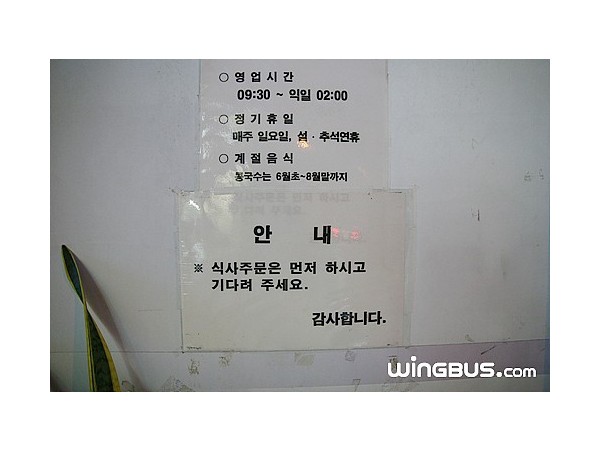 ○ 영 업 시 간
09:30 ~ 익일 02:00
○ 정 기 휴 일
매주 일요일, 설 · 추석연휴
○ 계 절 음 식
콩국수는 6월초~8월말까지
안 내
※ 식사주문은 먼저 하시고
기다려 주세요.
감사합니다.
WINGBUS.com